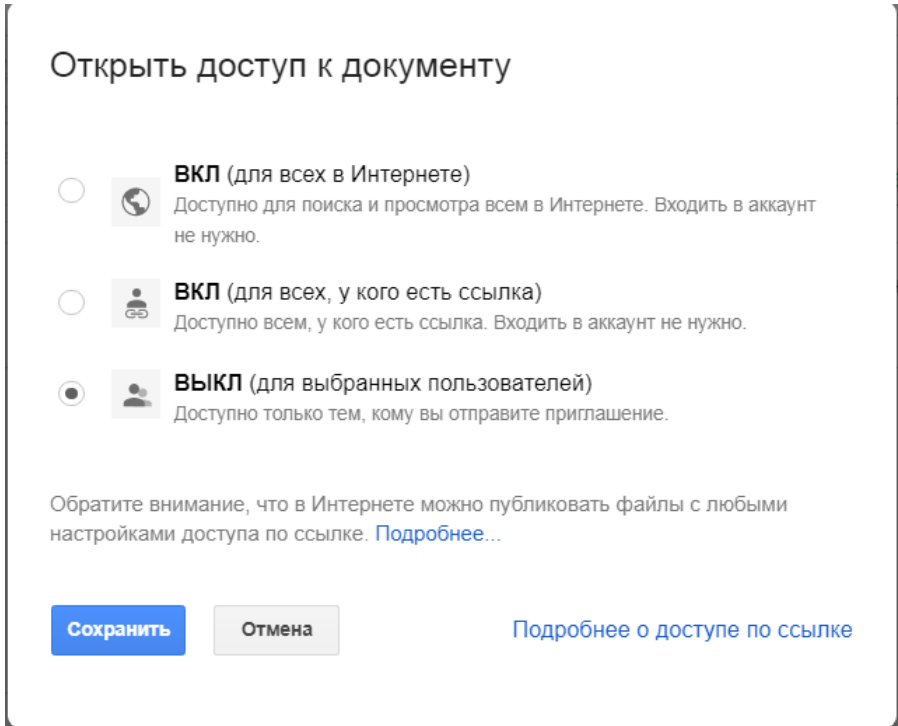 Открыть доступ к документу
ВКЛ (для всех в Интернете)
Доступно для поиска и просмотра всем в Интернете. Входить в аккаунт
не нужно.
ВКЛ (для всех, у кого есть ссылка)
Доступно всем, у кого есть ссылка. Входить в аккаунт не нужно.
ВЫКЛ (для выбранных пользователей)
Доступно только тем, кому вы отправите приглашение.
Обратите внимание, что в Интернете можно публиковать файлы с любыми
настройками доступа по ссылке. Подробнее...
Сохранить
Отмена
Подробнее о доступе по ссылке